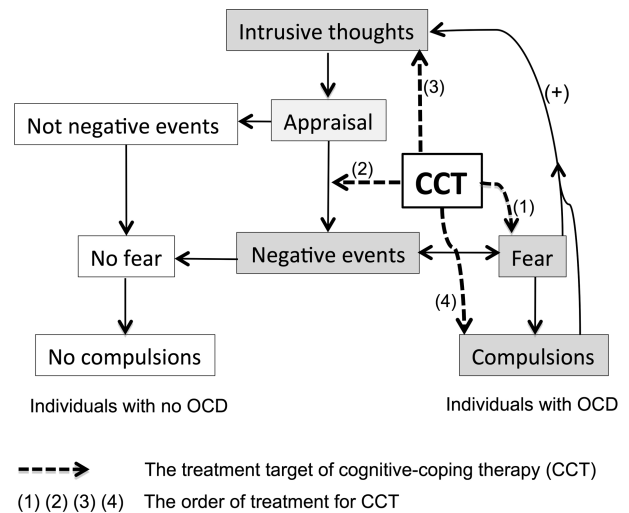 Intrusive thoughts
(3)
(+)
Not negative events
Appraisal
(2)
CCT
(1)
No fear
Negative events
Fear
(4)
No compulsions
Compulsions
Individuals with no OCD
Individuals with OCD
The treatment target of cognitive-coping therapy (CCT)
(1) (2) (3) (4) The order of treatment for CCT